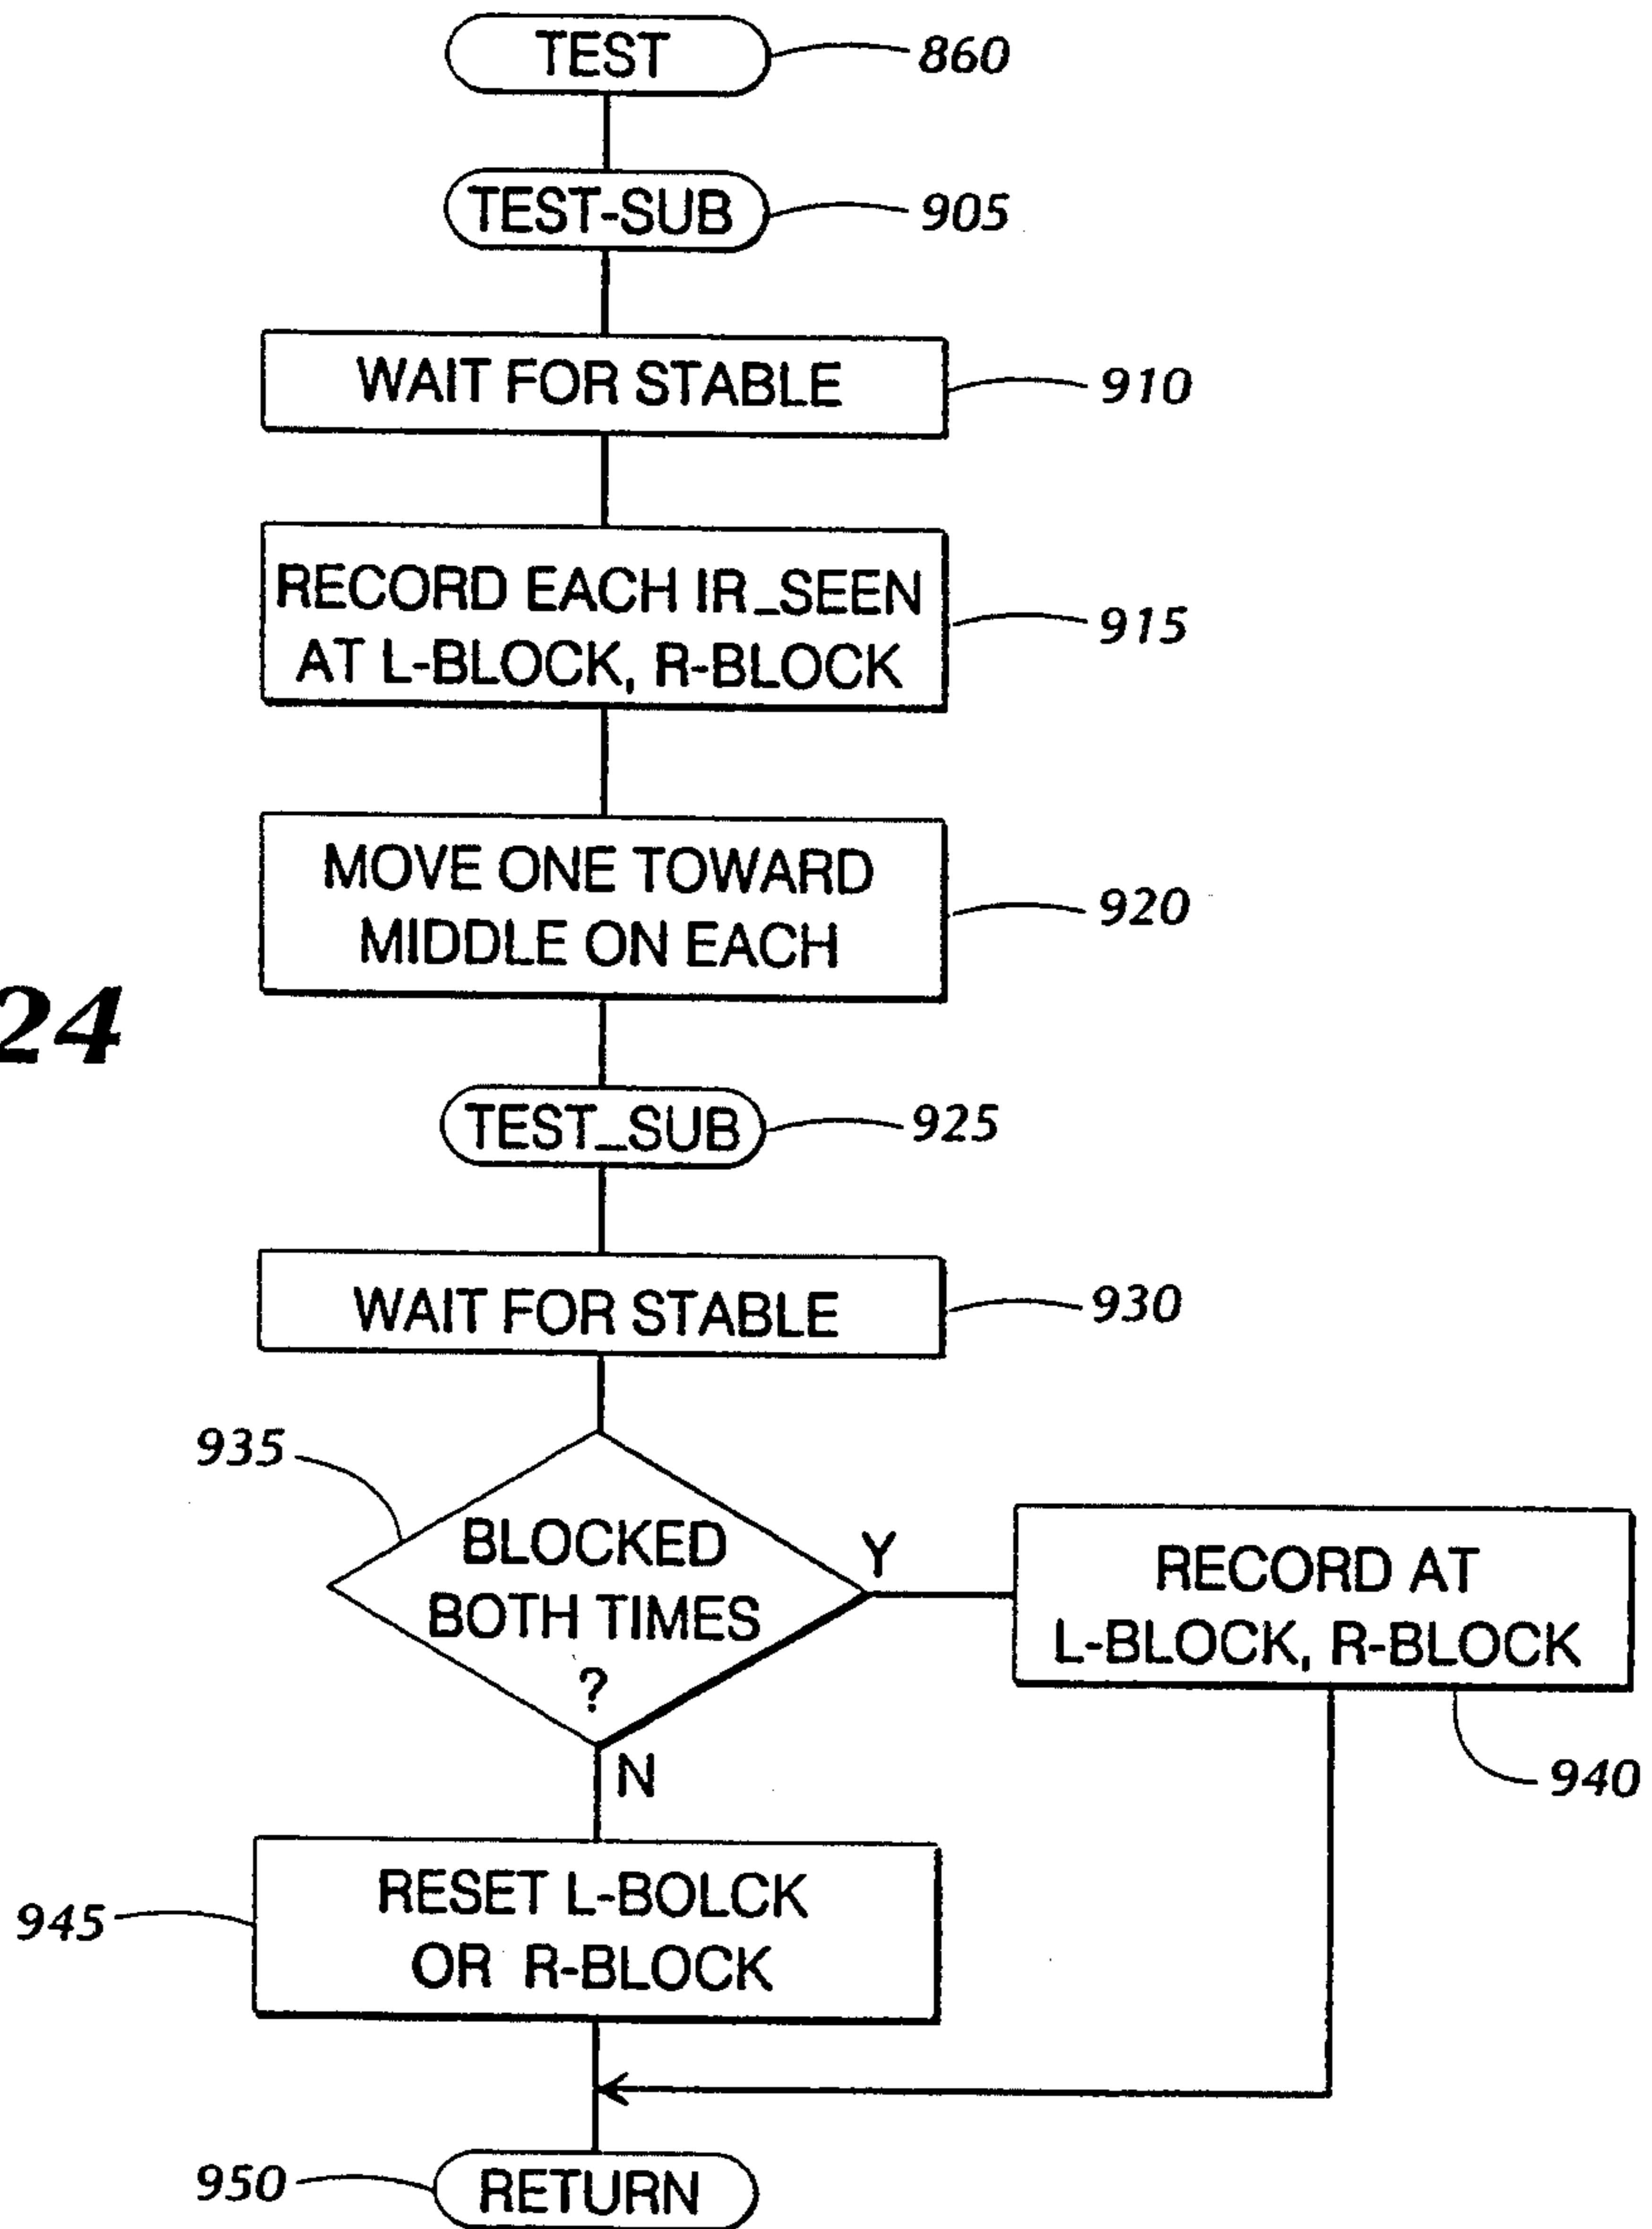 TEST
860
TEST-SUB
905
WAIT FOR STABLE
910
RECORD EACH IR_SEEN
AT L-BLOCK, R-BLOCK
915
MOVE ONE TOWARD
MIDDLE ON EACH
920
24
TEST_SUB
925
WAIT FOR STABLE
930
935
BLOCKED
BOTH TIMES
?
Y
N
RECORD AT
L-BLOCK, R-BLOCK
940
RESET L-BOLCK
OR R-BLOCK
945
950
RETURN